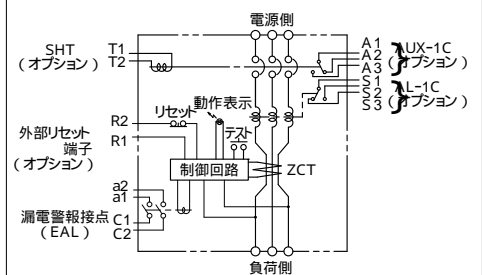 電源側
SHT
(オプション)
T1
T2
A1
A2
A3
AUX-1C
(オプション)
S1
S2
S3
AL-1C
(オプション)
動作表示
リセット
テスト
R2
R1
外部リセット
端子
(オプション)
制御回路
ZCT
a2
a1
C1
C2
漏電警報接点
(EAL)
負荷側